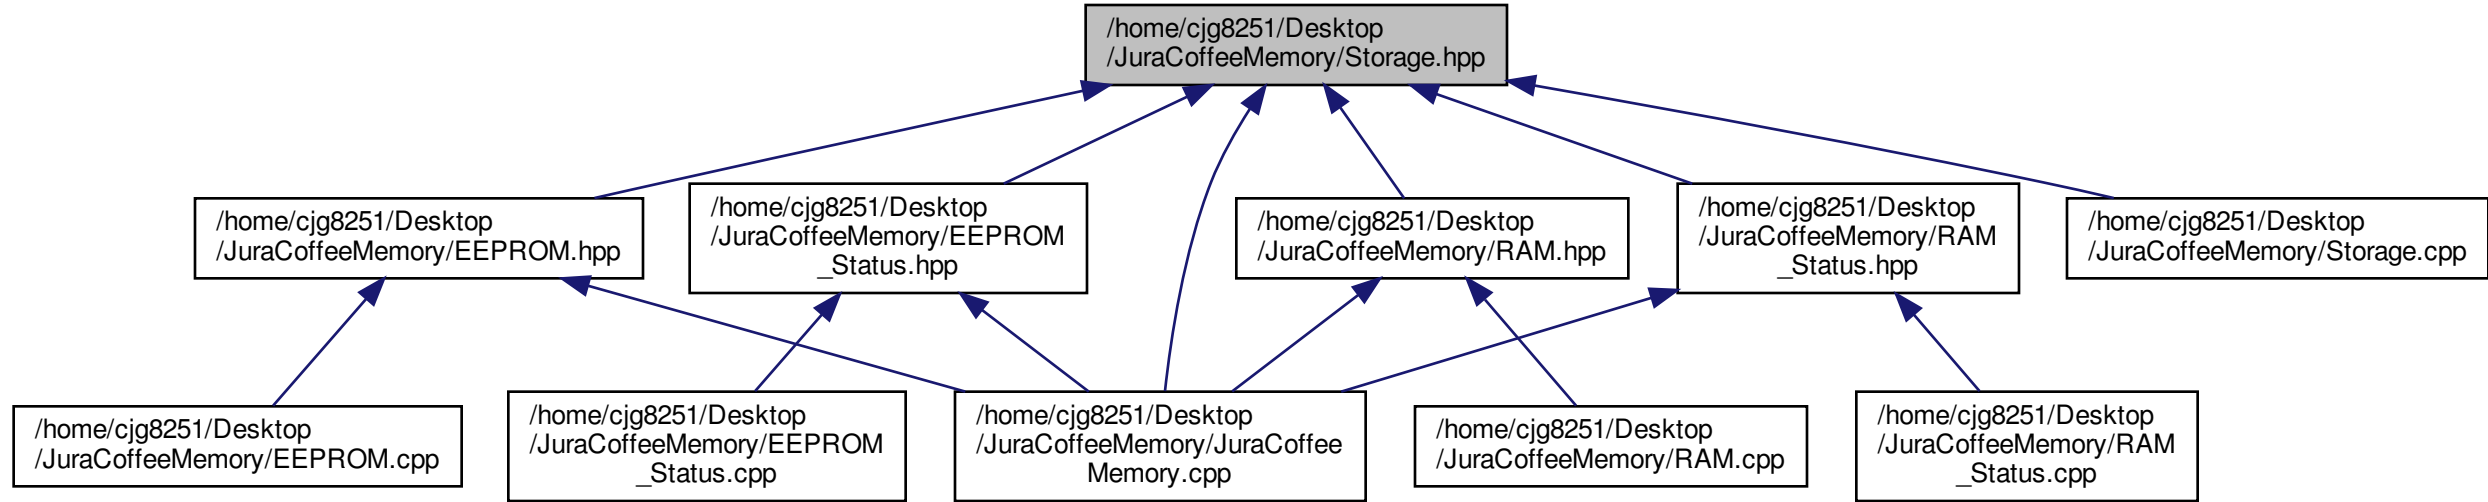 /home/cjg8251/Desktop
/JuraCoffeeMemory/Storage.hpp
/home/cjg8251/Desktop
/JuraCoffeeMemory/EEPROM.hpp
/home/cjg8251/Desktop
/JuraCoffeeMemory/EEPROM
_Status.hpp
/home/cjg8251/Desktop
/JuraCoffeeMemory/RAM.hpp
/home/cjg8251/Desktop
/JuraCoffeeMemory/RAM
_Status.hpp
/home/cjg8251/Desktop
/JuraCoffeeMemory/Storage.cpp
/home/cjg8251/Desktop
/JuraCoffeeMemory/EEPROM.cpp
/home/cjg8251/Desktop
/JuraCoffeeMemory/EEPROM
_Status.cpp
/home/cjg8251/Desktop
/JuraCoffeeMemory/JuraCoffee
Memory.cpp
/home/cjg8251/Desktop
/JuraCoffeeMemory/RAM.cpp
/home/cjg8251/Desktop
/JuraCoffeeMemory/RAM
_Status.cpp